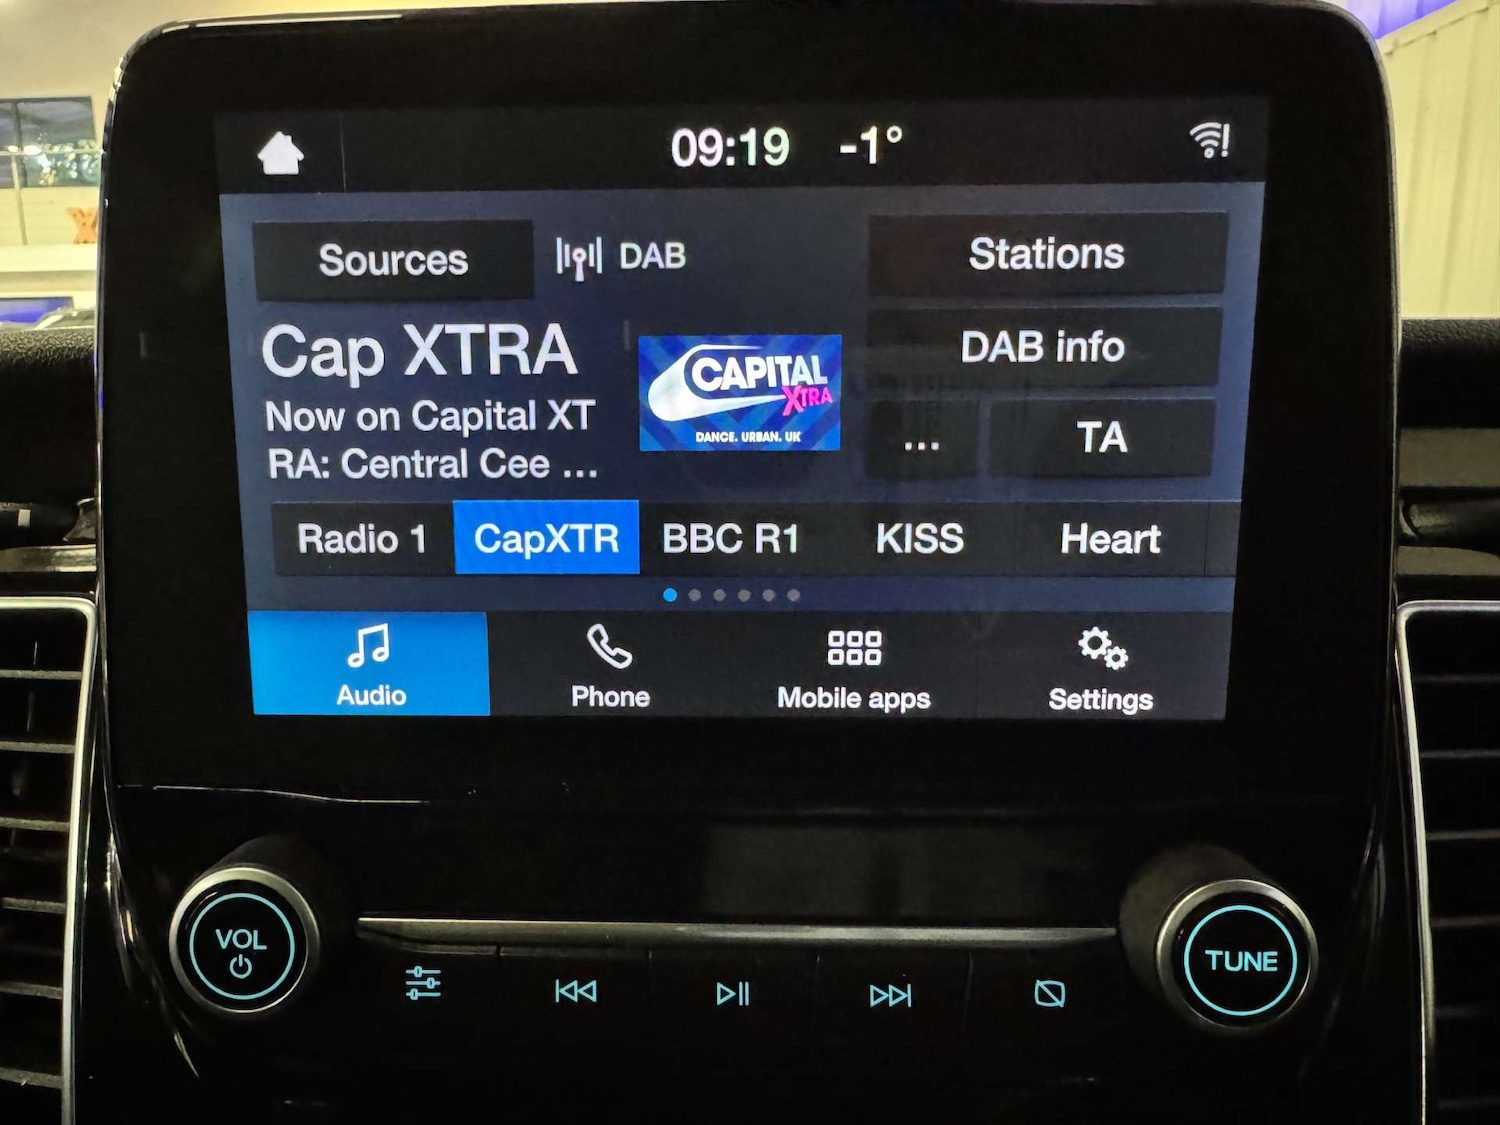 09:19 -1°
Sources
DAB
Stations
Cap XTRA
Now on Capital XT
RA: Central Cee ...
CAPITAL
XTRA
DANCE. URBAN. UK
DAB info
...
TA
Radio 1
CapXTR
BBC R1
KISS
Heart
Audio
Phone
Mobile apps
Settings
VOL
TUNE